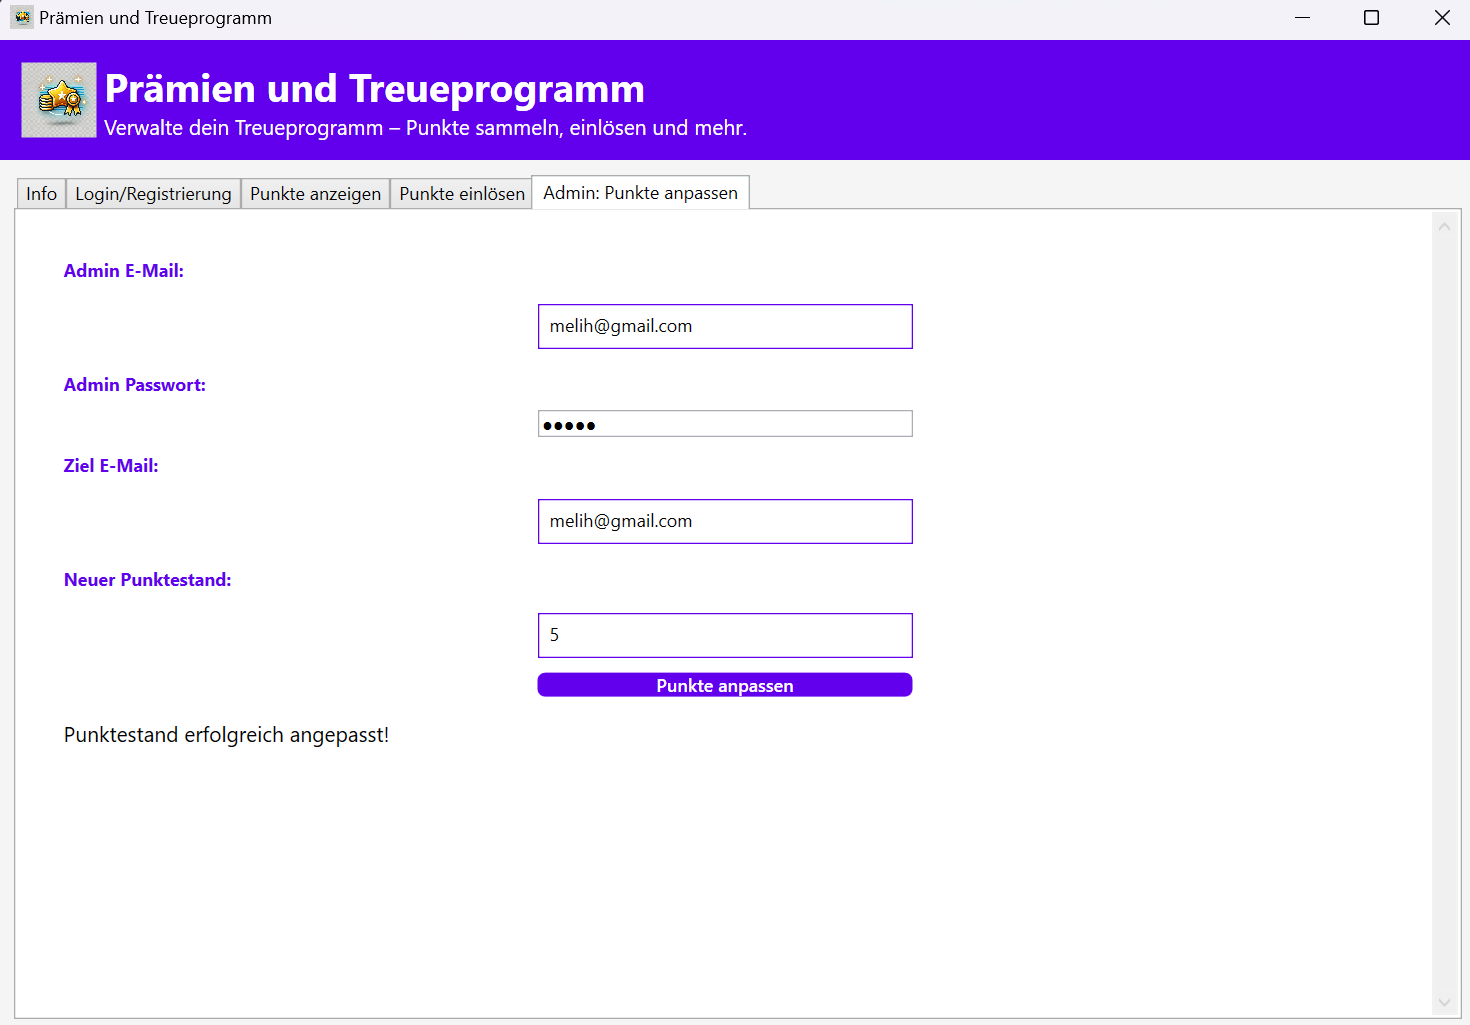 Prämien und Treueprogramm
Prämien und Treueprogramm
Verwalte dein Treueprogramm – Punkte sammeln, einlösen und mehr.
Info Login/Registrierung Punkte anzeigen Punkte einlösen Admin: Punkte anpassen
Admin E-Mail:
melih@gmail.com
Admin Passwort:
●●●●●
Ziel E-Mail:
melih@gmail.com
Neuer Punktestand:
5
Punkte anpassen
Punktestand erfolgreich angepasst!